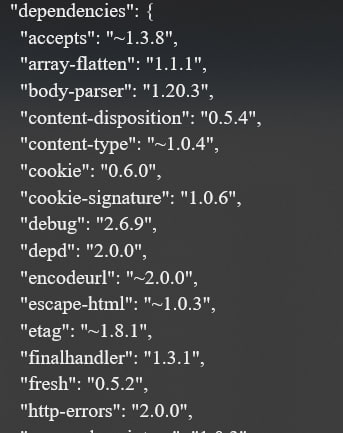 "dependencies": {
"accepts": "~1.3.8",
"array-flatten": "1.1.1",
"body-parser": "1.20.3",
"content-disposition": "0.5.4",
"content-type": "~1.0.4",
"cookie": "0.6.0",
"cookie-signature": "1.0.6",
"debug": "2.6.9",
"depd": "2.0.0",
"encodeurl": "~2.0.0",
"escape-html": "~1.0.3",
"etag": "~1.8.1",
"finalhandler": "1.3.1",
"fresh": "0.5.2",
"http-errors": "2.0.0",